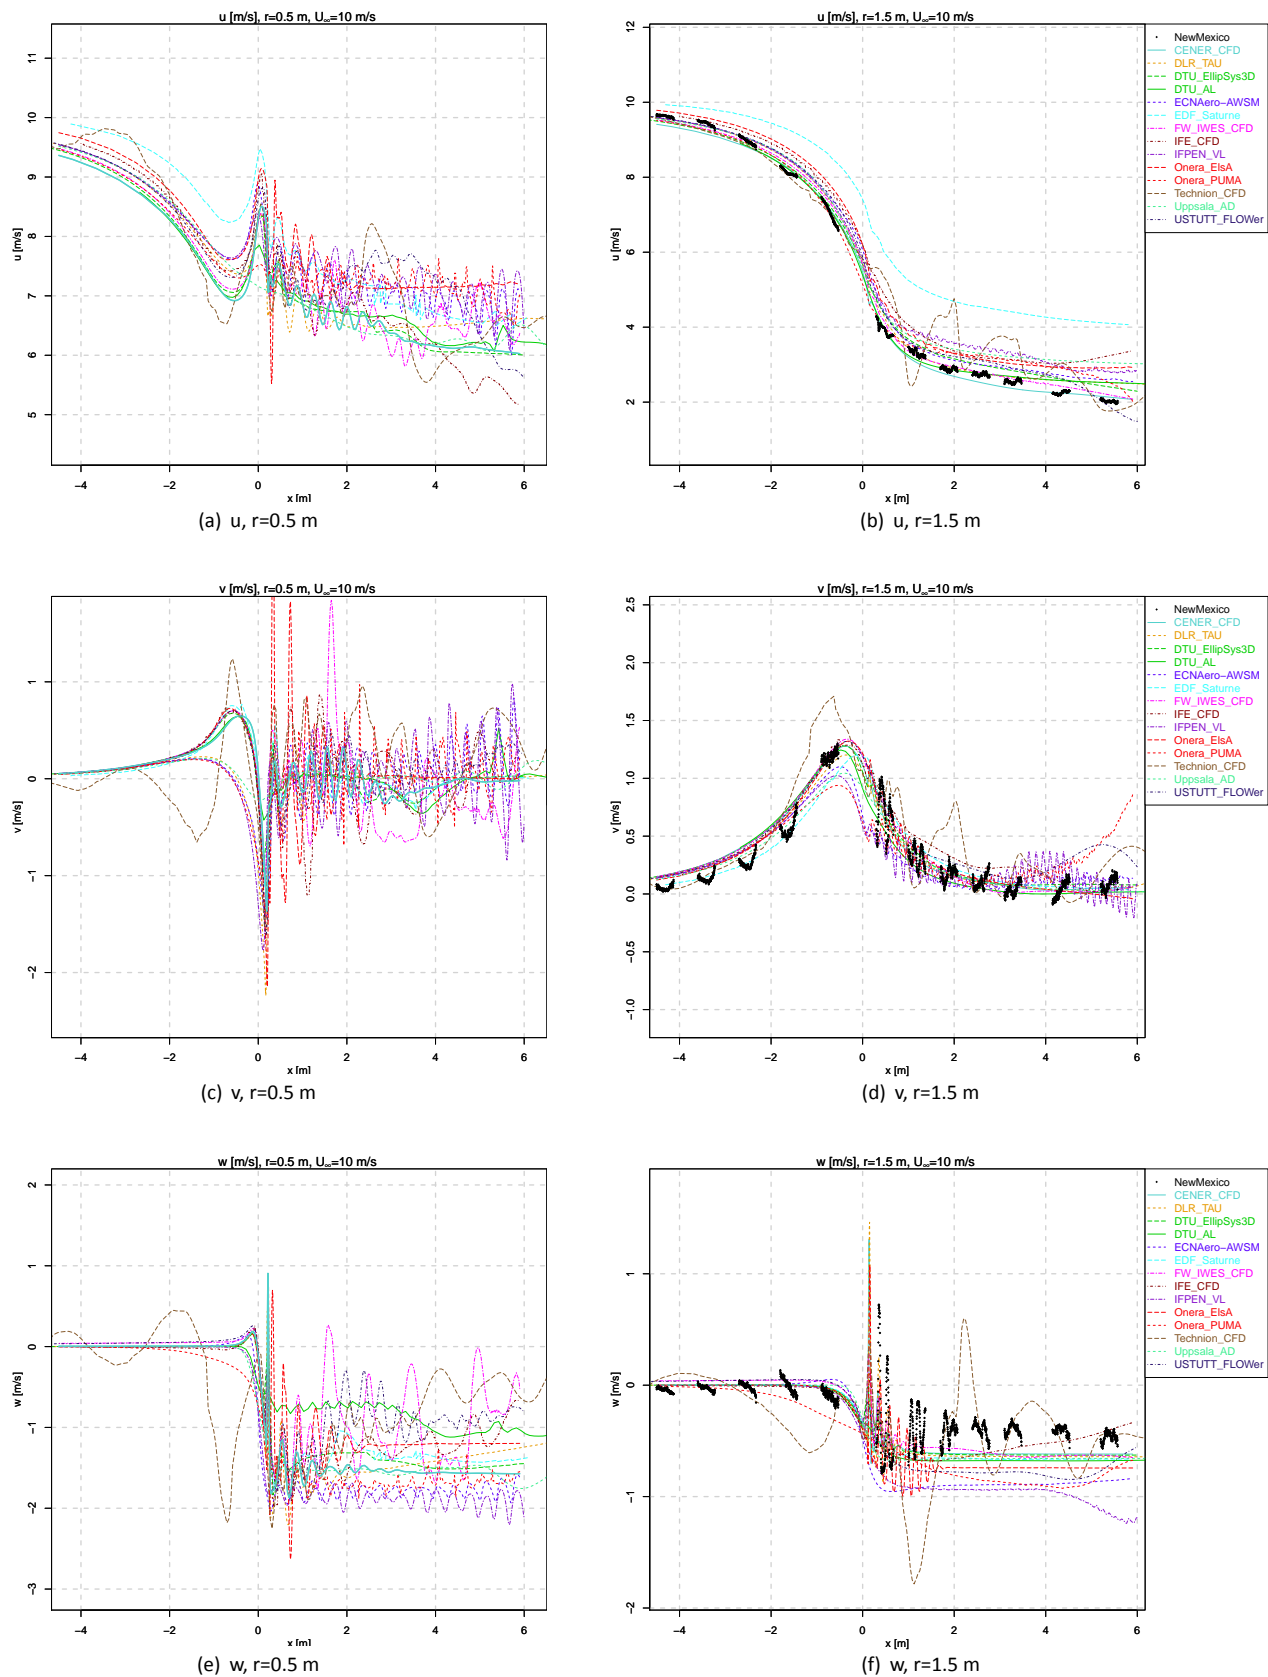 u [m/s], r=0.5 m, U∞=10 m/s
11
10
9
8
7
6
5
u [m/s]
−4 −2 0 2 4 6
x [m]
(a) u, r=0.5 m
u [m/s], r=1.5 m, U∞=10 m/s
12
10
8
6
4
2
u [m/s]
−4 −2 0 2 4 6
x [m]
(b) u, r=1.5 m
NewMexico
CENER_CFD
DLR_TAU
DTU_EllipSys3D
DTU_AL
ECNAero−AWSM
EDF_Saturne
FW_IWES_CFD
IFE_CFD
IFPEN_VL
Onera_ElsA
Onera_PUMA
Technion_CFD
Uppsala_AD
USTUTT_FLOWer
v [m/s], r=0.5 m, U∞=10 m/s
1
0
−1
−2
v [m/s]
−4 −2 0 2 4 6
x [m]
(c) v, r=0.5 m
v [m/s], r=1.5 m, U∞=10 m/s
2.5
2.0
1.5
1.0
0.5
0.0
−0.5
−1.0
v [m/s]
−4 −2 0 2 4 6
x [m]
(d) v, r=1.5 m
NewMexico
CENER_CFD
DLR_TAU
DTU_EllipSys3D
DTU_AL
ECNAero−AWSM
EDF_Saturne
FW_IWES_CFD
IFE_CFD
IFPEN_VL
Onera_ElsA
Onera_PUMA
Technion_CFD
Uppsala_AD
USTUTT_FLOWer
w [m/s], r=0.5 m, U∞=10 m/s
2
1
0
−1
−2
−3
w [m/s]
−4 −2 0 2 4 6
x [m]
(e) w, r=0.5 m
w [m/s], r=1.5 m, U∞=10 m/s
1
0
−1
−2
w [m/s]
−4 −2 0 2 4 6
x [m]
(f) w, r=1.5 m
NewMexico
CENER_CFD
DLR_TAU
DTU_EllipSys3D
DTU_AL
ECNAero−AWSM
EDF_Saturne
FW_IWES_CFD
IFE_CFD
IFPEN_VL
Onera_ElsA
Onera_PUMA
Technion_CFD
Uppsala_AD
USTUTT_FLOWer